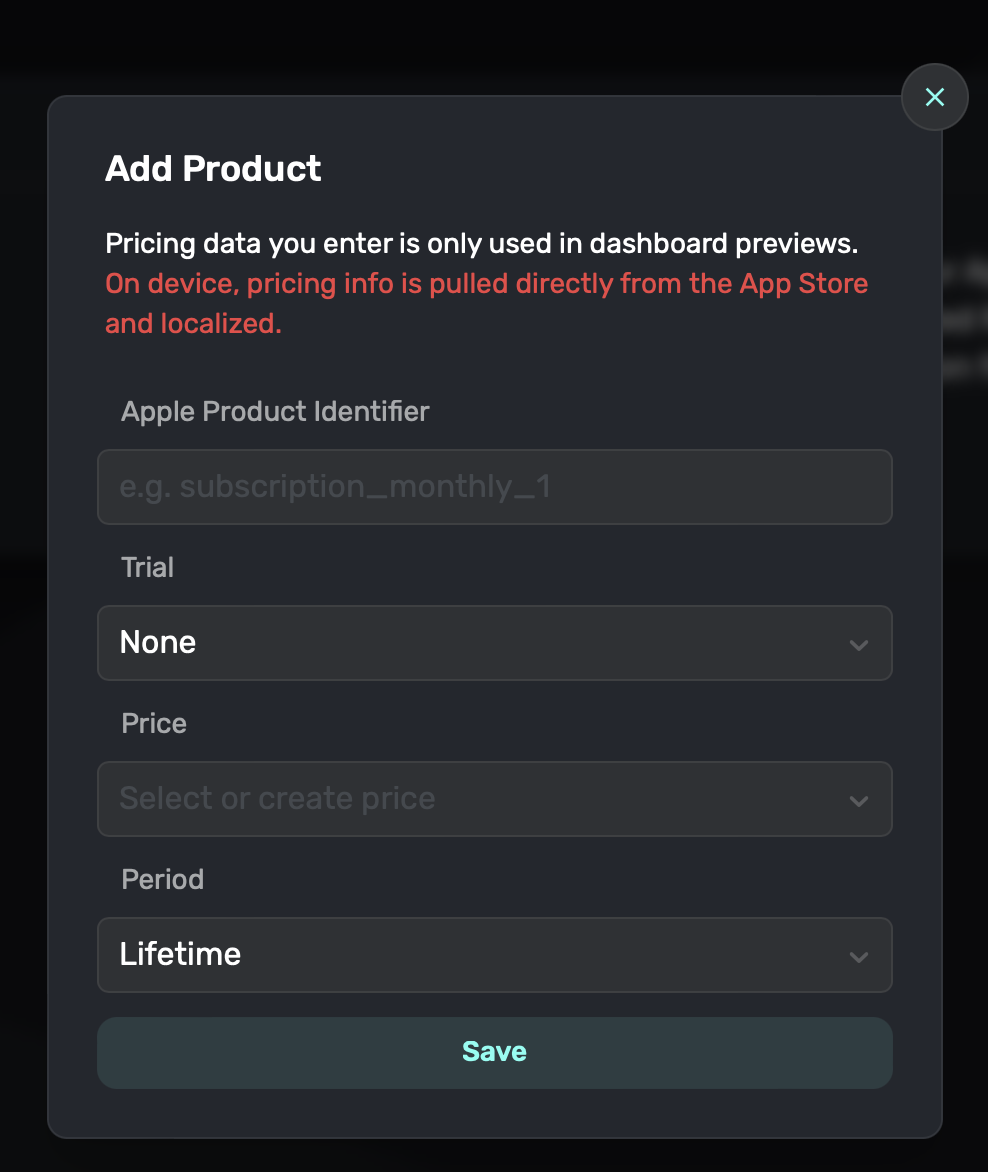 Add Product
Pricing data you enter is only used in dashboard previews.
On device, pricing info is pulled directly from the App Store
and localized.
Apple Product Identifier
e.g. subscription_monthly_1
Trial
None
Price
Select or create price
Period
Lifetime
Save